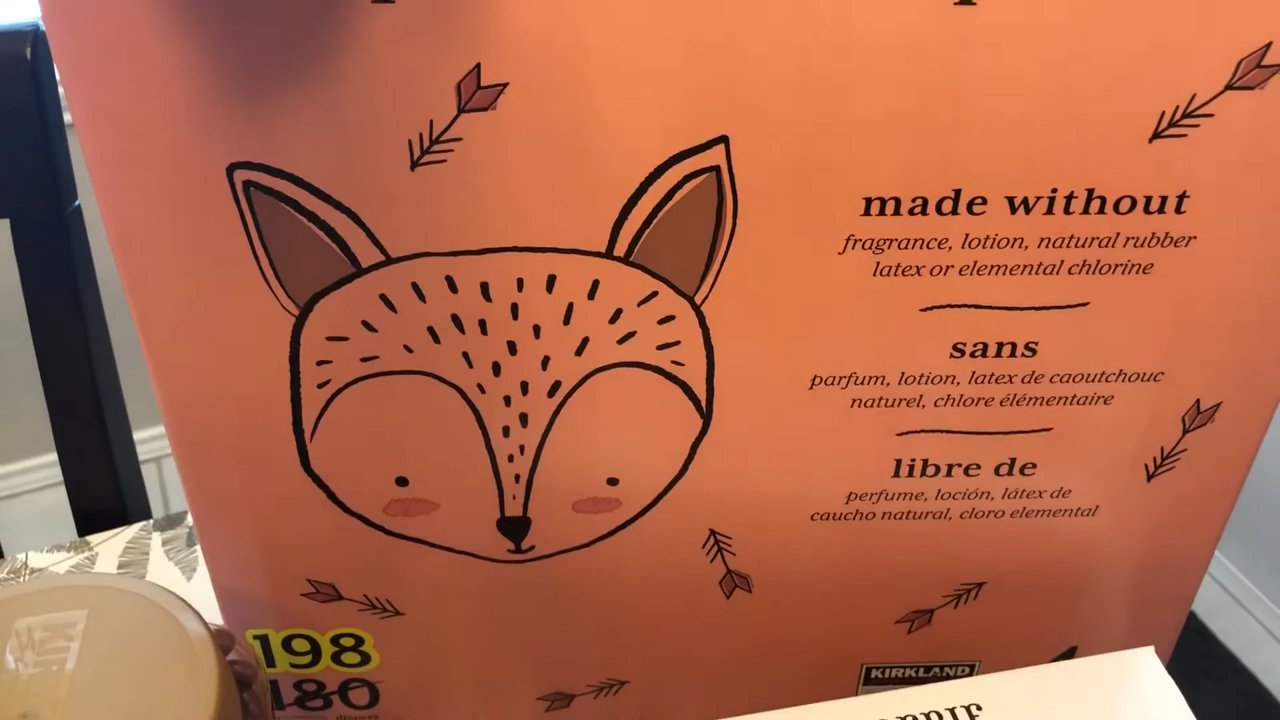 made without
fragrance, lotion, natural rubber
latex or elemental chlorine
sans
parfum, lotion, latex de caoutchouc
naturel, chlore élémentaire
libre de
perfume, loción, látex de
caucho natural, cloro elemental
198
180
diapers
KIRKLAND